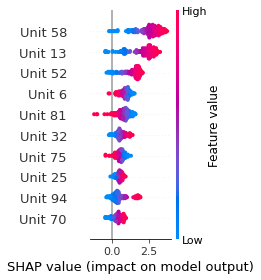 High
Unit 58
Unit 13
Unit 52
Unit 6
Unit 81
Unit 32
Unit 75
Unit 25
Unit 94
Unit 70
Feature value
Low
0.0 2.5
SHAP value (impact on model output)